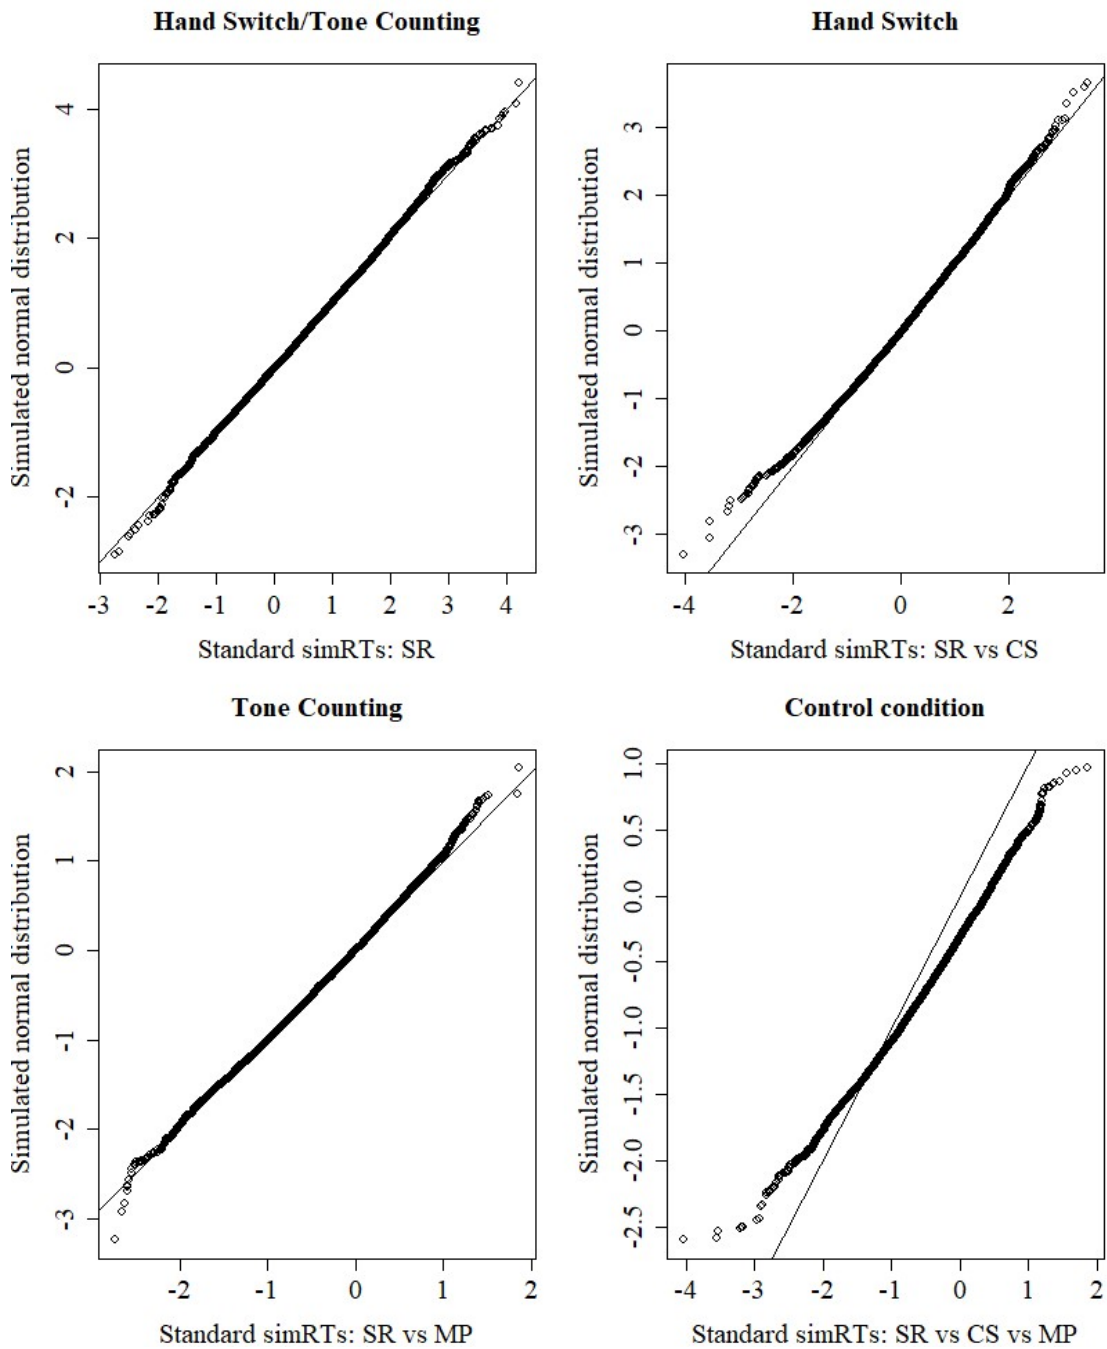 Hand Switch/Tone Counting
Simulated normal distribution
4
2
0
-2
-3 -2 -1 0 1 2 3 4
Standard simRTs: SR
Hand Switch
Simulated normal distribution
3
2
1
0
-1
-2
-3
-4 -2 0 2
Standard simRTs: SR vs CS
Tone Counting
Simulated normal distribution
2
1
0
-1
-2
-3
-2 -1 0 1 2
Standard simRTs: SR vs MP
Control condition
Simulated normal distribution
1.0
0.5
0.0
-0.5
-1.0
-1.5
-2.0
-2.5
-4 -3 -2 -1 0 1 2
Standard simRTs: SR vs CS vs MP